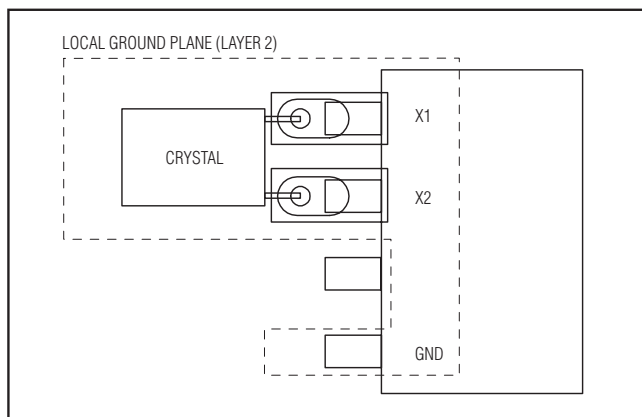 LOCAL GROUND PLANE (LAYER 2)
X1
CRYSTAL
X2
GND